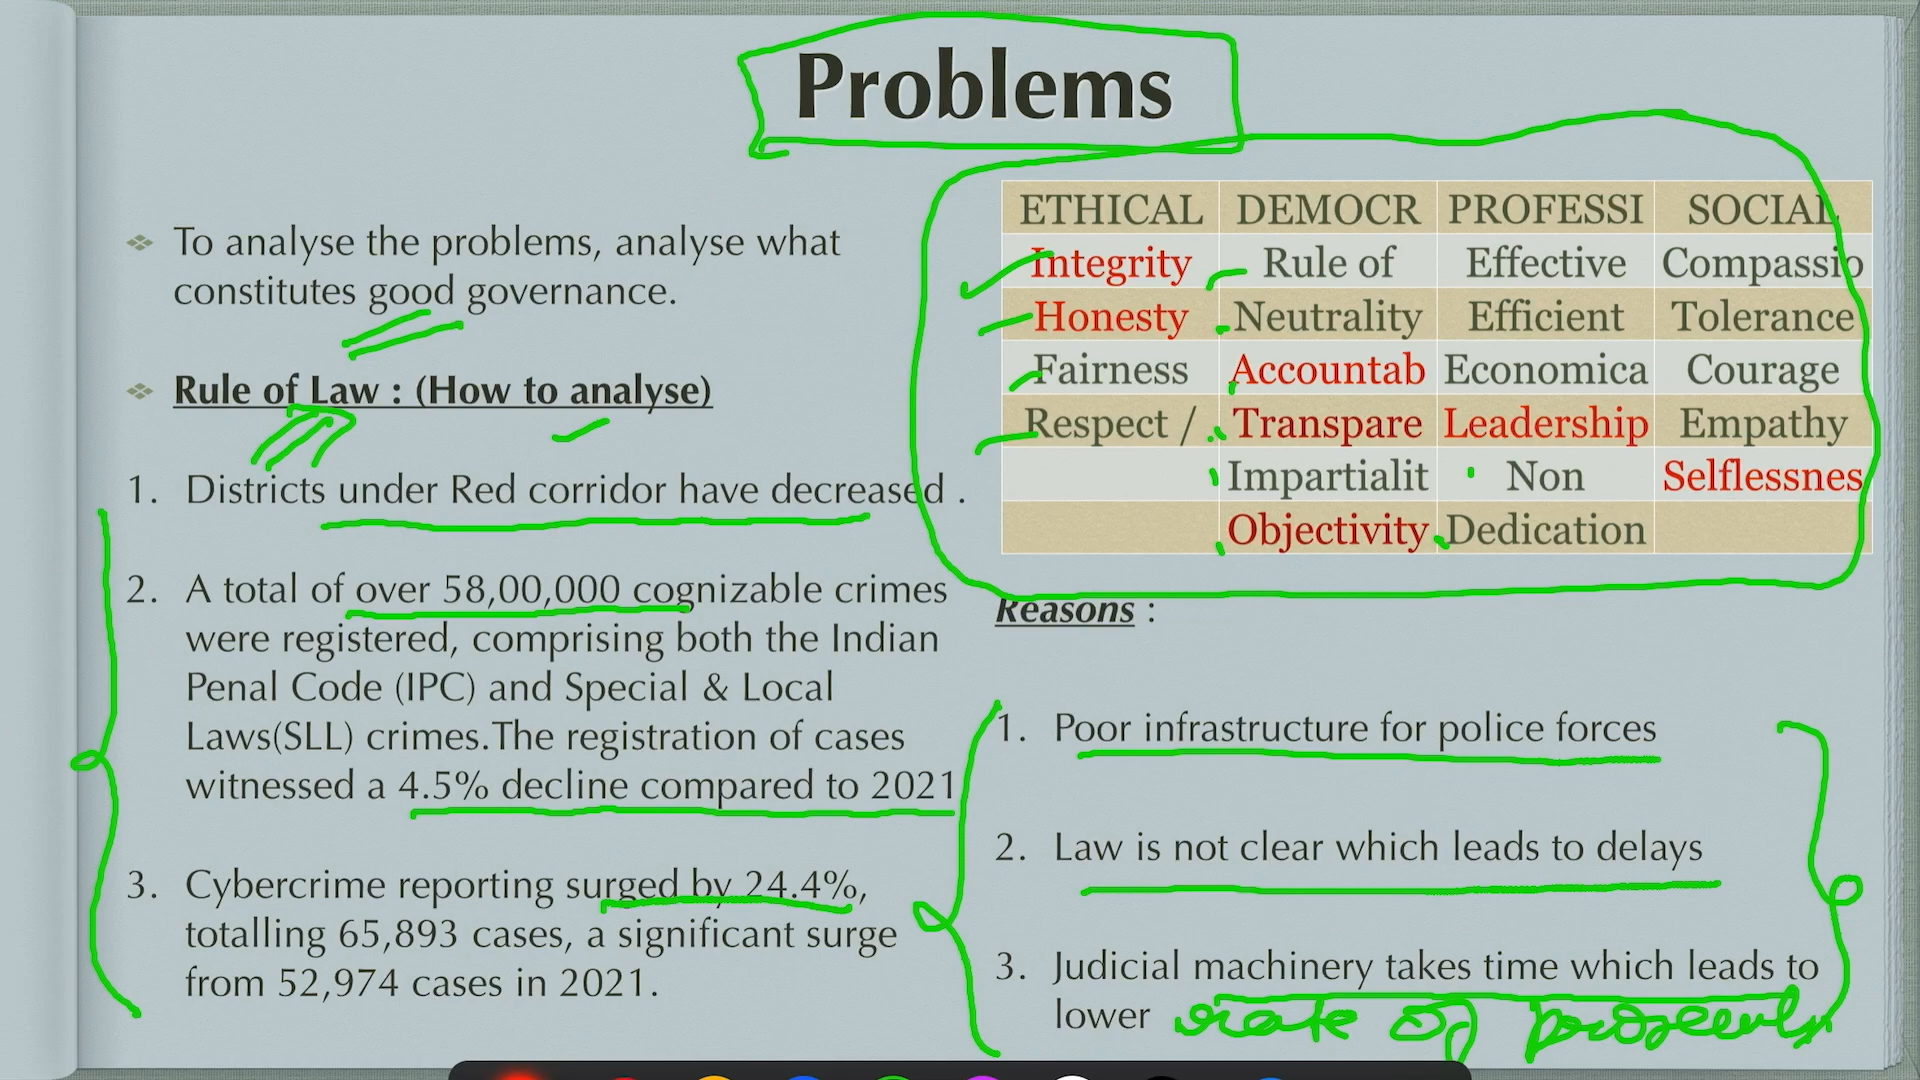 Problems
To analyse the problems, analyse what
constitutes good governance.
Rule of Law : (How to analyse)
1. Districts under Red corridor have decreased .
2. A total of over 58,00,000 cognizable crimes
were registered, comprising both the Indian
Penal Code (IPC) and Special & Local
Laws(SLL) crimes.The registration of cases
witnessed a 4.5% decline compared to 2021
3. Cybercrime reporting surged by 24.4%,
totalling 65,893 cases, a significant surge
from 52,974 cases in 2021.
ETHICAL DEMOCR PROFESSI SOCIAL
Integrity Rule of Effective Compassio
Honesty Neutrality Efficient Tolerance
Fairness Accountab Economica Courage
Respect / Transpare Leadership Empathy
Impartialit Non Selflessnes
Objectivity Dedication
Reasons :
1. Poor infrastructure for police forces
2. Law is not clear which leads to delays
3. Judicial machinery takes time which leads to
lower rate of